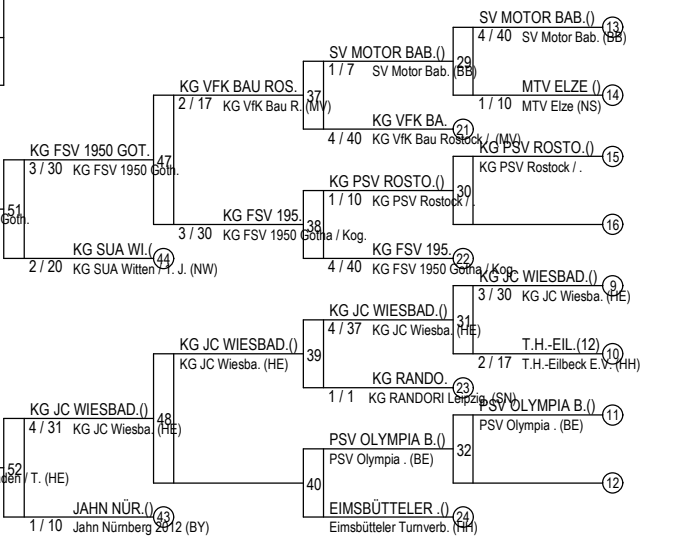 SV MOTOR BAB.() 13
4 / 40 SV Motor Bab. (BB)
SV MOTOR BAB.() 29
1 / 7 SV Motor Bab. (BB)
KG VFK BAU ROS. 37
2 / 17 KG VfK Bau R. (MV)
MTV ELZE () 14
1 / 10 MTV Elze (NS)
KG VFK BA. 21
4 / 40 KG VfK Bau Rostock /. (MV)
KG FSV 1950 GOT. 47
3 / 30 KG FSV 1950 Goth.
KG PSV ROSTO.() 15
KG PSV Rostock / .
KG PSV ROSTO.() 30
1 / 10 KG PSV Rostock / .
51
Goth.
KG FSV 195. 38
3 / 30 KG FSV 1950 Gotha / Kog.
16
KG SUA WI.( 44
2 / 20 KG SUA Witten / T. J. (NW)
KG FSV 195. 22
4 / 40 KG FSV 1950 Gotha / Kog.
KG JC WIESBAD.() 9
3 / 30 KG JC Wiesba. (HE)
KG JC WIESBAD.() 31
4 / 37 KG JC Wiesba. (HE)
KG JC WIESBAD.() 39
KG JC Wiesba. (HE)
T.H.-EIL.(12) 10
2 / 17 T.H.-Eilbeck E.V. (HH)
KG RANDO. 23
1 / 1 KG RANDORI Leipzig. (SN)
KG JC WIESBAD.() 48
4 / 31 KG JC Wiesba. (HE)
PSV OLYMPIA B.() 11
PSV Olympia . (BE)
PSV OLYMPIA B.() 32
PSV Olympia . (BE)
52
den / T. (HE)
40
12
JAHN NÜR.() 43
1 / 10 Jahn Nürnberg 2012 (BY)
EIMSBÜTTELER .() 24
Eimsbütteler Turnverb. (HH)